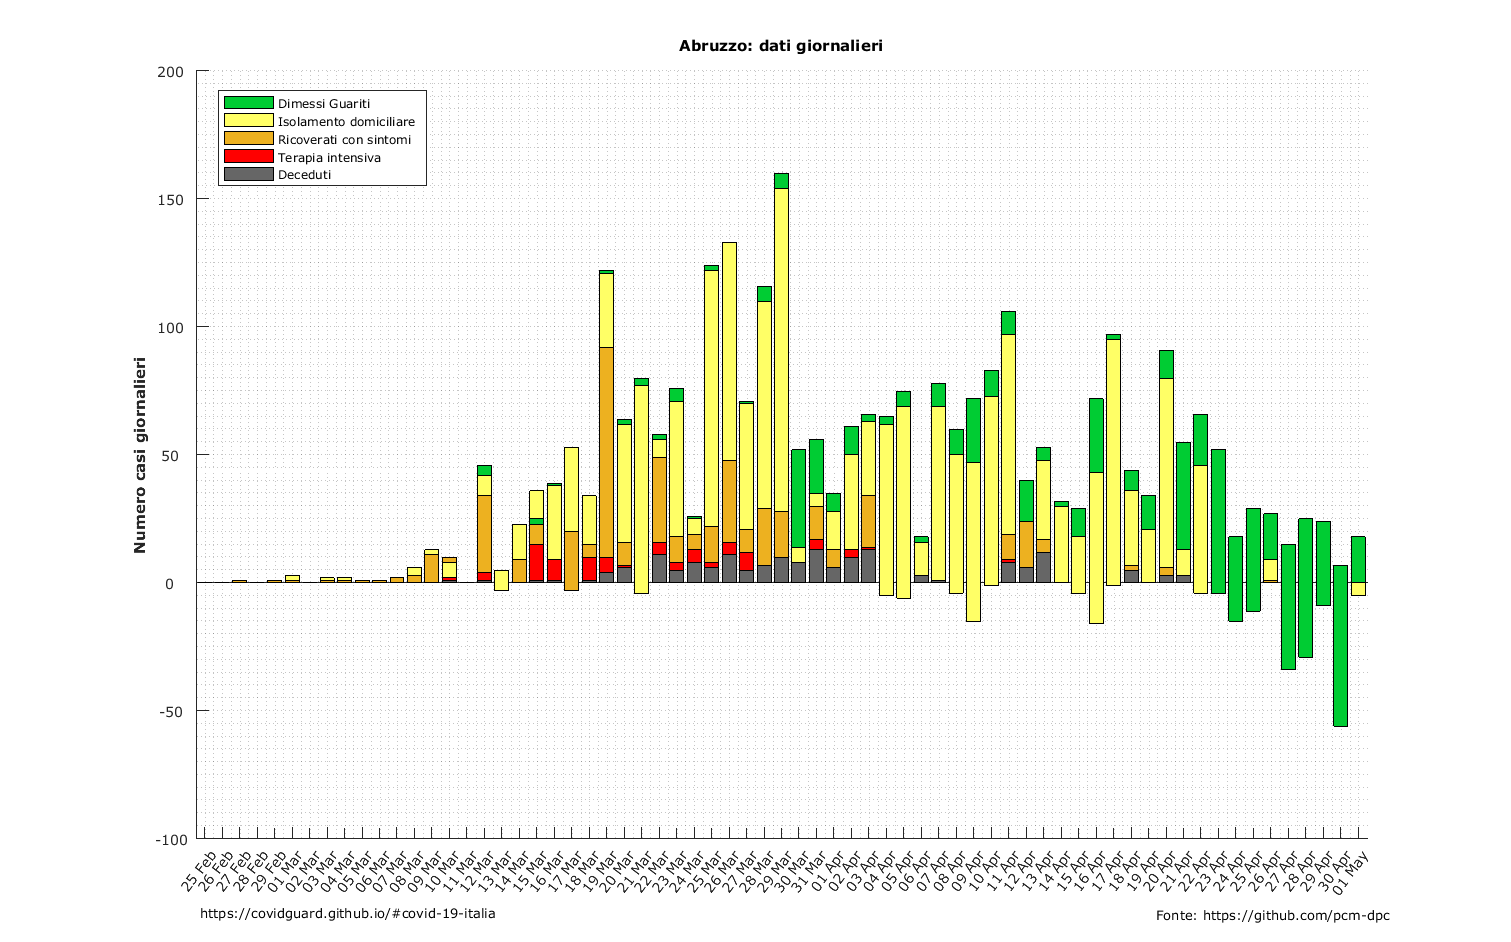 Abruzzo: dati giornalieri
200
150
100
50
0
-50
-100
Numero casi giornalieri
Dimessi Guariti
Isolamento domiciliare
Ricoverati con sintomi
Terapia intensiva
Deceduti
25 Feb
26 Feb
27 Feb
28 Feb
29 Feb
01 Mar
02 Mar
03 Mar
04 Mar
05 Mar
06 Mar
07 Mar
08 Mar
09 Mar
10 Mar
11 Mar
12 Mar
13 Mar
14 Mar
15 Mar
16 Mar
17 Mar
18 Mar
19 Mar
20 Mar
21 Mar
22 Mar
23 Mar
24 Mar
25 Mar
26 Mar
27 Mar
28 Mar
29 Mar
30 Mar
31 Mar
01 Apr
02 Apr
03 Apr
04 Apr
05 Apr
06 Apr
07 Apr
08 Apr
09 Apr
10 Apr
11 Apr
12 Apr
13 Apr
14 Apr
15 Apr
16 Apr
17 Apr
18 Apr
19 Apr
20 Apr
21 Apr
22 Apr
23 Apr
24 Apr
25 Apr
26 Apr
27 Apr
28 Apr
29 Apr
30 Apr
01 May
https://covidguard.github.io/#covid-19-italia
Fonte: https://github.com/pcm-dpc